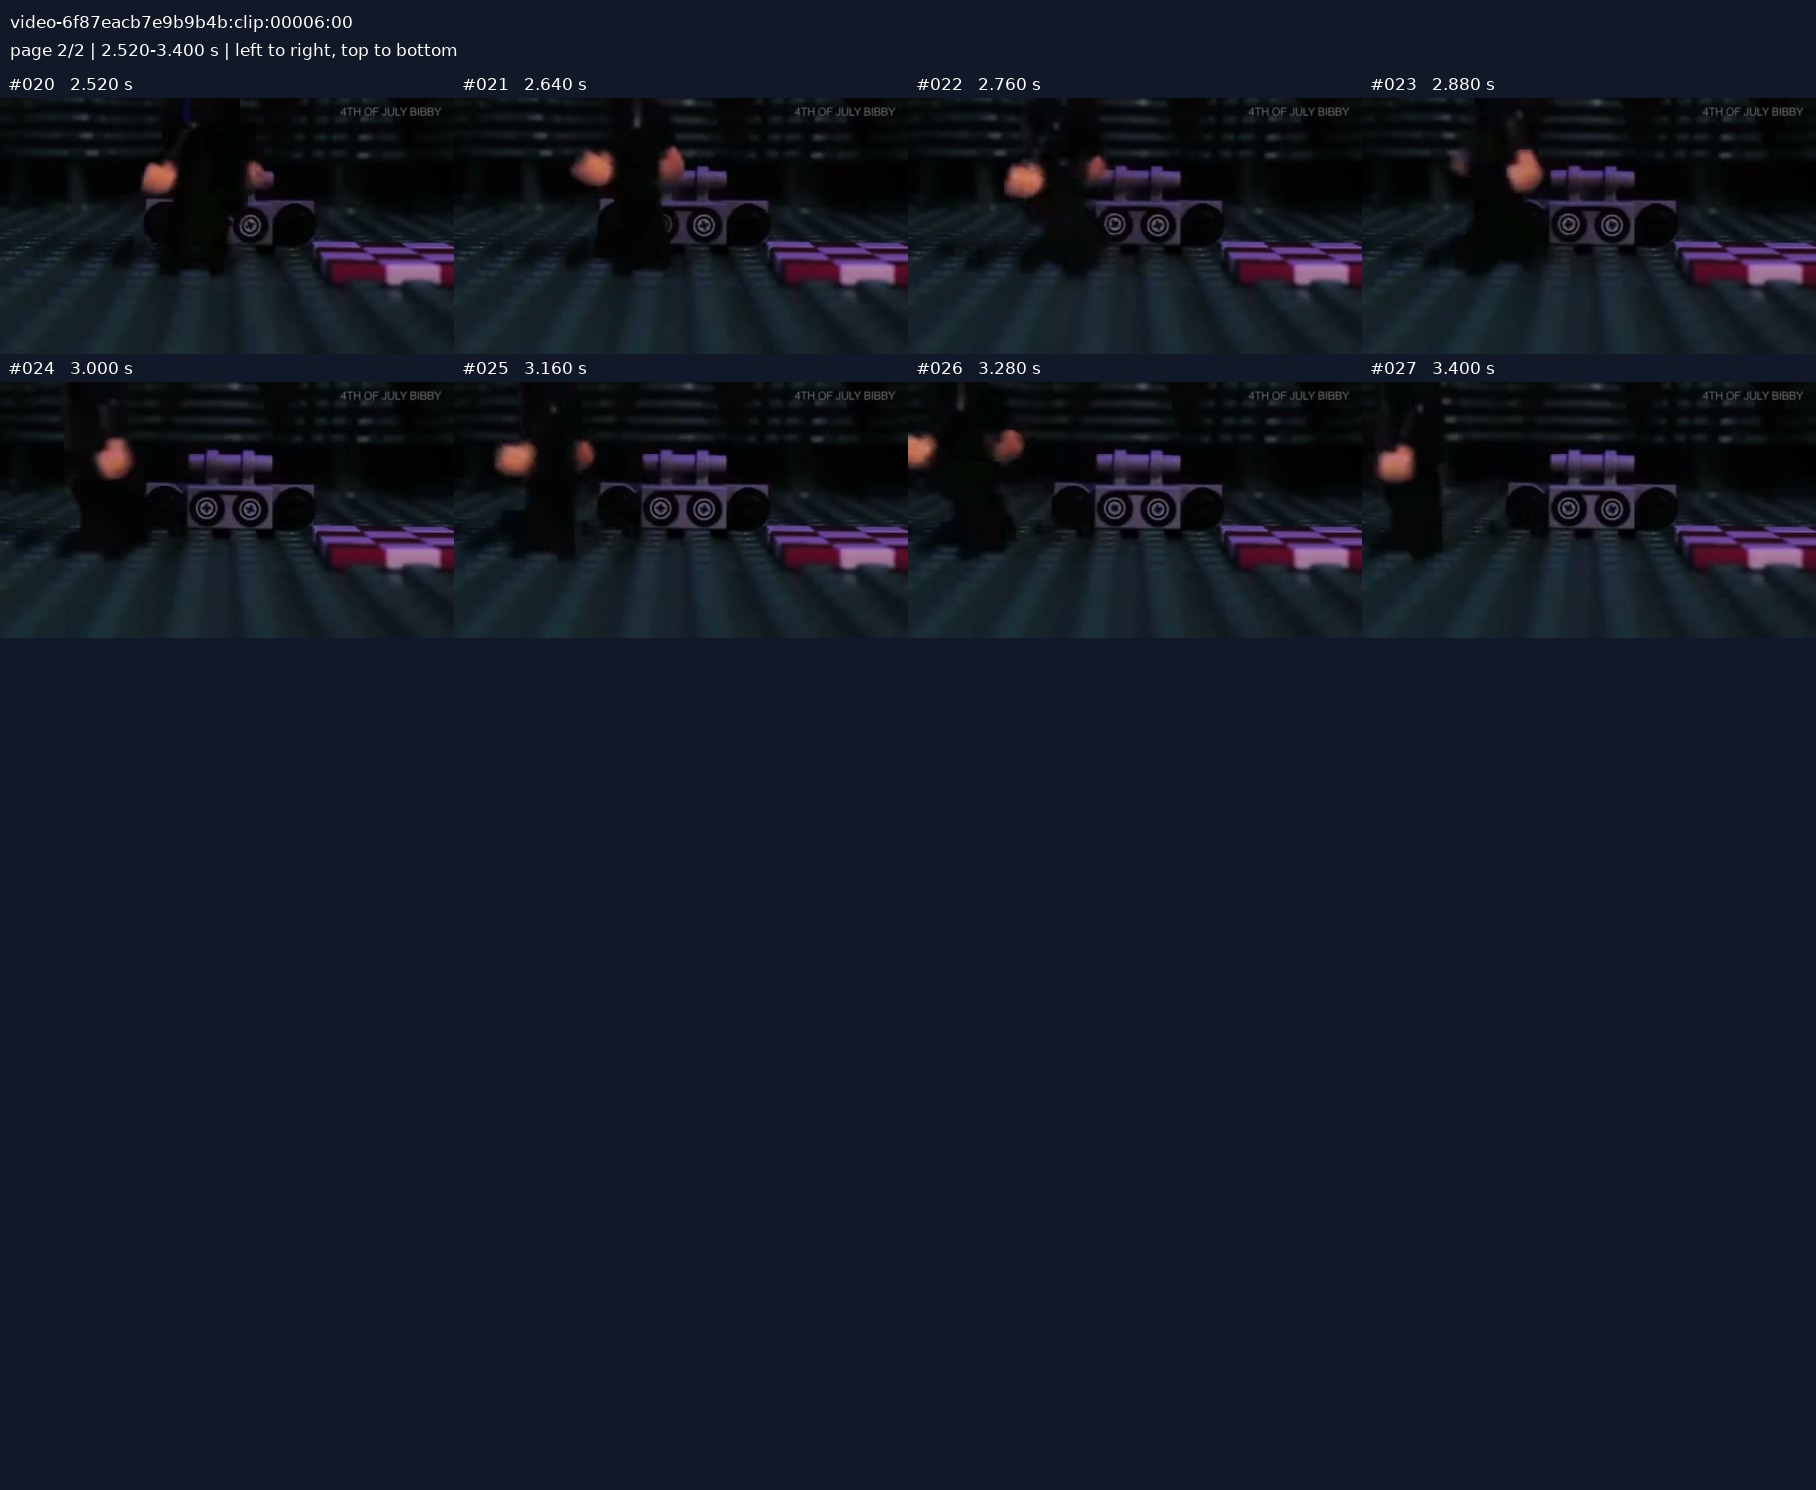 video-6f87eacb7e9b9b4b:clip:00006:00
page 2/2 | 2.520-3.400 s | left to right, top to bottom
#020 2.520 s
#021 2.640 s
#022 2.760 s
#023 2.880 s
4TH OF JULY BIBBY
4TH OF JULY BIBBY
4TH OF JULY BIBBY
4TH OF JULY BIBBY
#024 3.000 s
#025 3.160 s
#026 3.280 s
#027 3.400 s
4TH OF JULY BIBBY
4TH OF JULY BIBBY
4TH OF JULY BIBBY
4TH OF JULY BIBBY